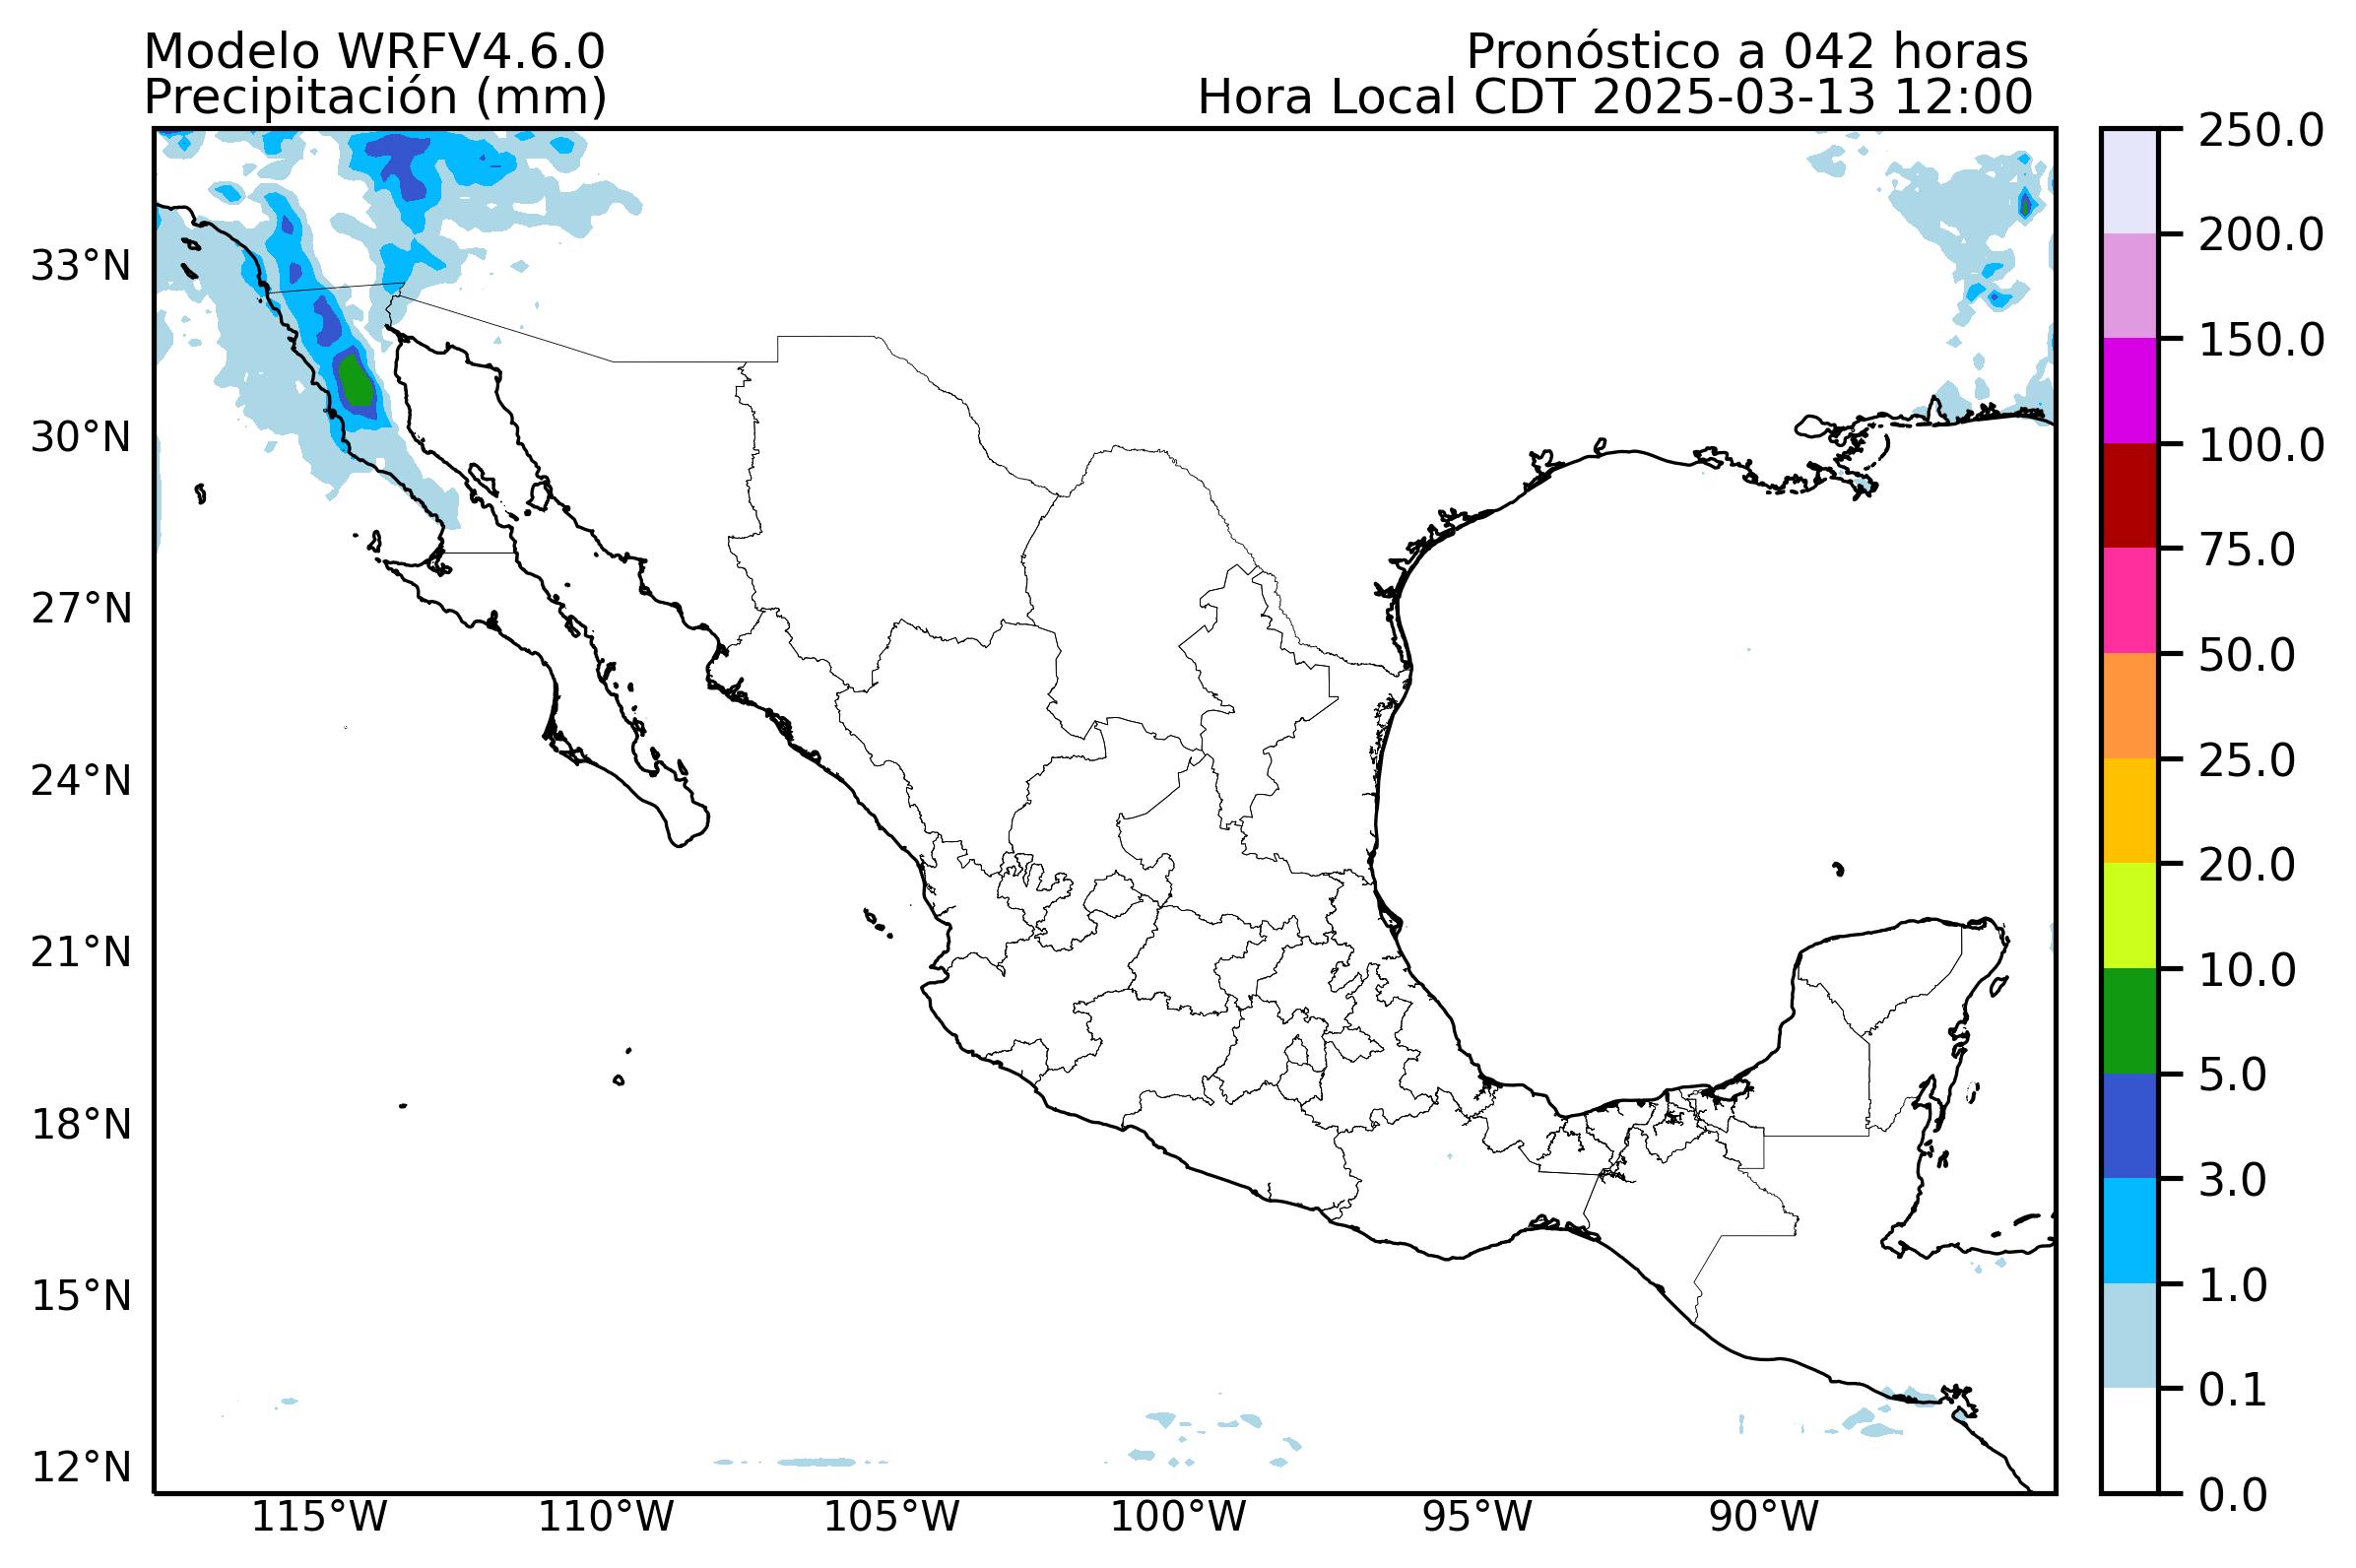 Modelo WRFV4.6.0
Pronóstico a 042 horas
Precipitación (mm)
Hora Local CDT 2025-03-13 12:00
33°N
30°N
27°N
24°N
21°N
18°N
15°N
12°N
115°W
110°W
105°W
100°W
95°W
90°W
250.0
200.0
150.0
100.0
75.0
50.0
25.0
20.0
10.0
5.0
3.0
1.0
0.1
0.0